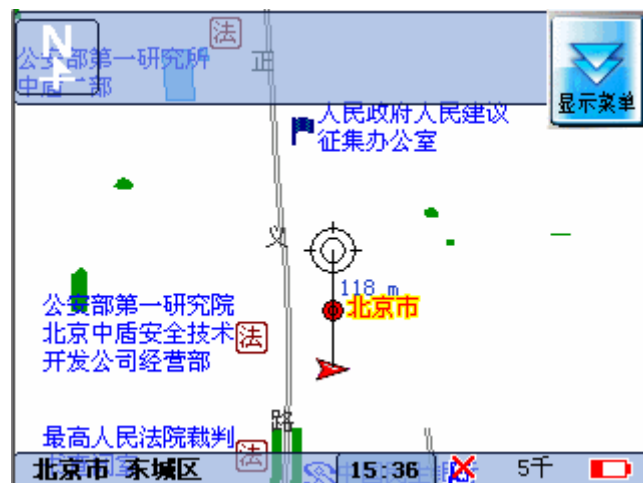 N
法
公安部第一研究所
中盾二部
正
显示菜单
人民政府人民建议
征集办公室
义
118 m
北京市
公安部第一研究院
北京中盾安全技术
开发公司经营部
法
路
最高人民法院裁判
法
北京市 东城区
15:36
5千